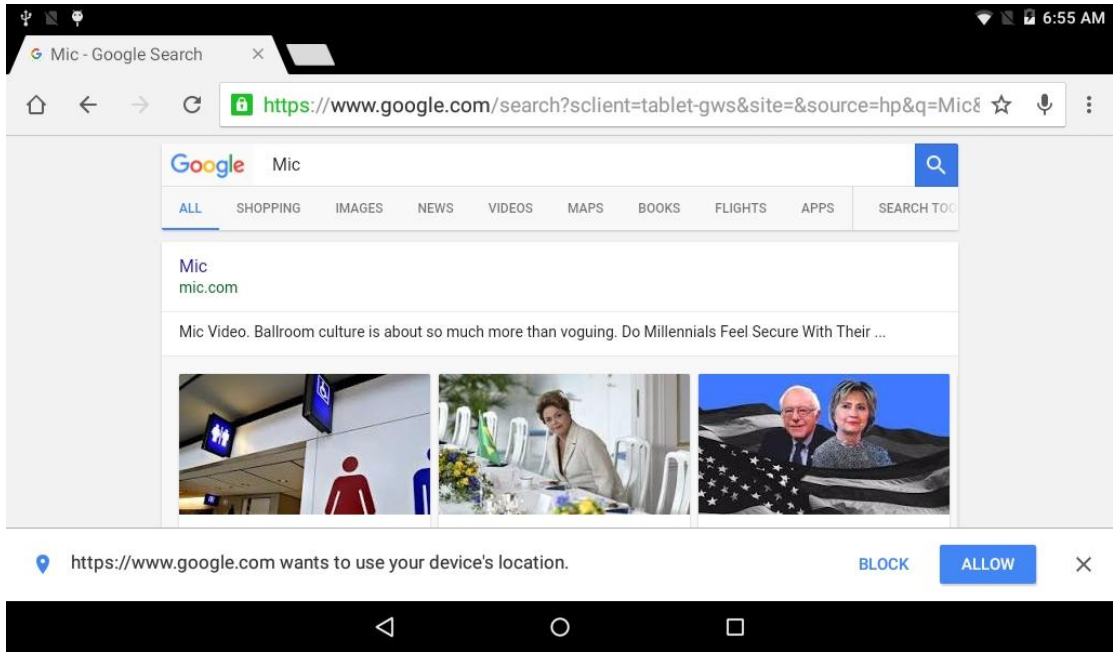 6:55 AM
Mic - Google Search
https://www.google.com/search?sclient=tablet-gws&site=&source=hp&q=Mic&
Google Mic
ALL SHOPPING IMAGES NEWS VIDEOS MAPS BOOKS FLIGHTS APPS SEARCH TOO
Mic
mic.com
Mic Video. Ballroom culture is about so much more than voguing. Do Millennials Feel Secure With Their ...
https://www.google.com wants to use your device's location. BLOCK ALLOW